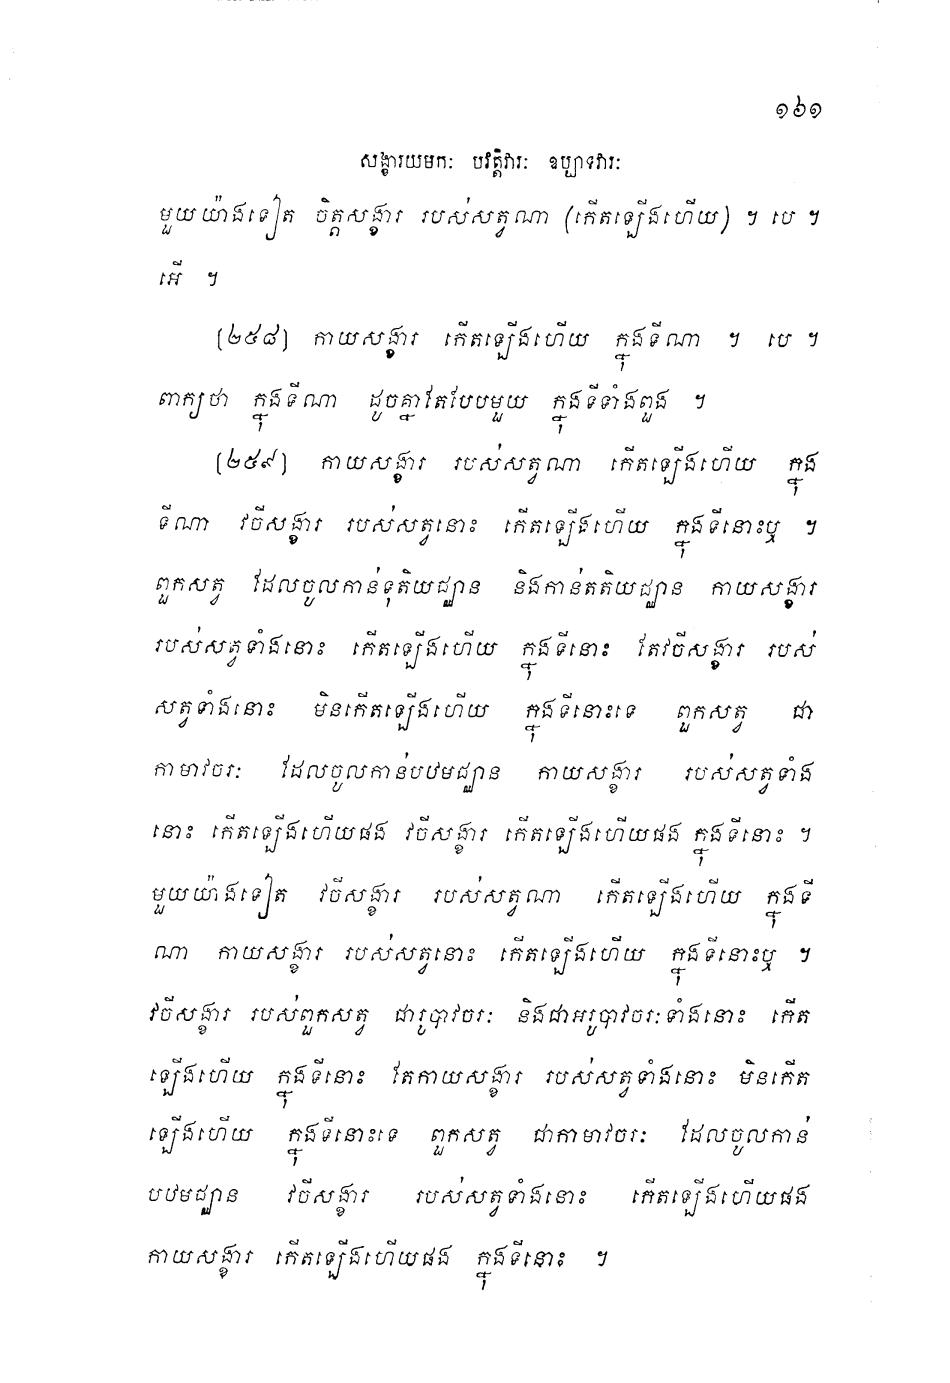 ១៦១
សង្ខារយមកៈ បវត្តិវារៈ ឧប្បាទវារៈ
មួយយ៉ាងទៀត ចិត្តសង្ខារ របស់សត្វណា (កើតឡើងហើយ) ។ បេ ។
អើ ។
(២៥៨) កាយសង្ខារ កើតឡើងហើយ ក្នុងទីណា ។ បេ ។
ពាក្យថា ក្នុងទីណា ដូចគ្នាតែបែបមួយ ក្នុងទីទាំងពួង ។
(២៥៩) កាយសង្ខារ របស់សត្វណា កើតឡើងហើយ ក្នុង
ទីណា វចីសង្ខារ របស់សត្វនោះ កើតឡើងហើយ ក្នុងទីនោះឬ ។
ពួកសត្វ ដែលចូលកាន់ទុតិយជ្ឈាន និងកាន់តតិយជ្ឈាន កាយសង្ខារ
របស់សត្វទាំងនោះ កើតឡើងហើយ ក្នុងទីនោះ តែវចីសង្ខារ របស់
សត្វទាំងនោះ មិនកើតឡើងហើយ ក្នុងទីនោះទេ ពួកសត្វ ជា
កាមាវចរៈ ដែលចូលកាន់បឋមជ្ឈាន កាយសង្ខារ របស់សត្វទាំង
នោះ កើតឡើងហើយផង វចីសង្ខារ កើតឡើងហើយផង ក្នុងទីនោះ ។
មួយយ៉ាងទៀត វចីសង្ខារ របស់សត្វណា កើតឡើងហើយ ក្នុងទី
ណា កាយសង្ខារ របស់សត្វនោះ កើតឡើងហើយ ក្នុងទីនោះឬ ។
វចីសង្ខារ របស់ពួកសត្វ ជារូបាវចរៈ និងជាអរូបាវចរៈទាំងនោះ កើត
ឡើងហើយ ក្នុងទីនោះ តែកាយសង្ខារ របស់សត្វទាំងនោះ មិនកើត
ឡើងហើយ ក្នុងទីនោះទេ ពួកសត្វ ជាកាមាវចរៈ ដែលចូលកាន់
បឋមជ្ឈាន វចីសង្ខារ របស់សត្វទាំងនោះ កើតឡើងហើយផង
កាយសង្ខារ កើតឡើងហើយផង ក្នុងទីនោះ ។